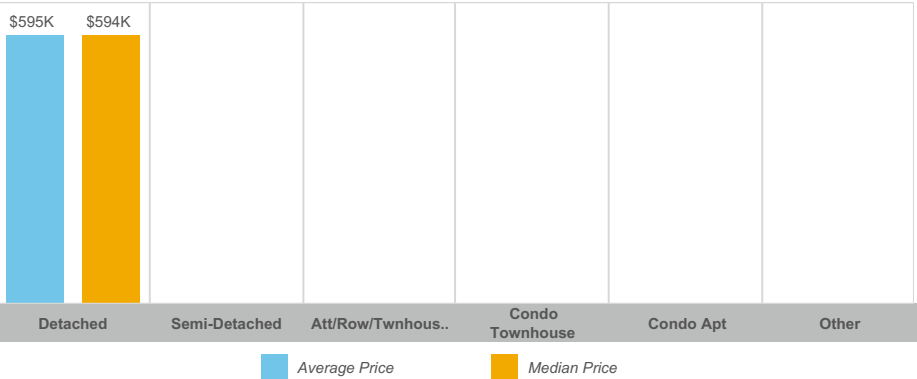 $595K $594K
Detached Semi-Detached Att/Row/Twnhous.. Condo Townhouse Condo Apt Other
Average Price Median Price